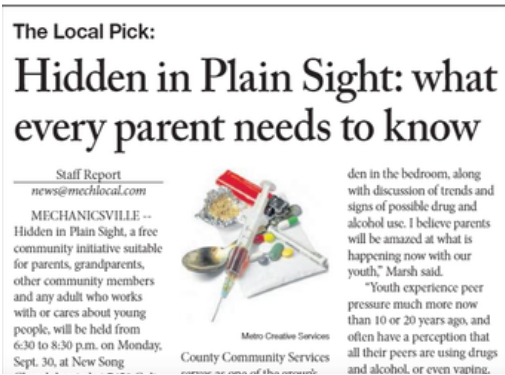 The Local Pick:
Hidden in Plain Sight: what
every parent needs to know
Staff Report
news@mechlocal.com
MECHANICSVILLE --
Hidden in Plain Sight, a free
community initiative suitable
for parents, grandparents,
other community members
and any adult who works
with or cares about young
people, will be held from
6:30 to 8:30 p.m. on Monday,
Sept. 30, at New Song
Metro Creative Services
County Community Services
serves as one of the group's
den in the bedroom, along
with discussion of trends and
signs of possible drug and
alcohol use. I believe parents
will be amazed at what is
happening now with our
youth," Marsh said.
"Youth experience peer
pressure much more now
than 10 or 20 years ago, and
often have a perception that
all their peers are using drugs
and alcohol, or even vaping,